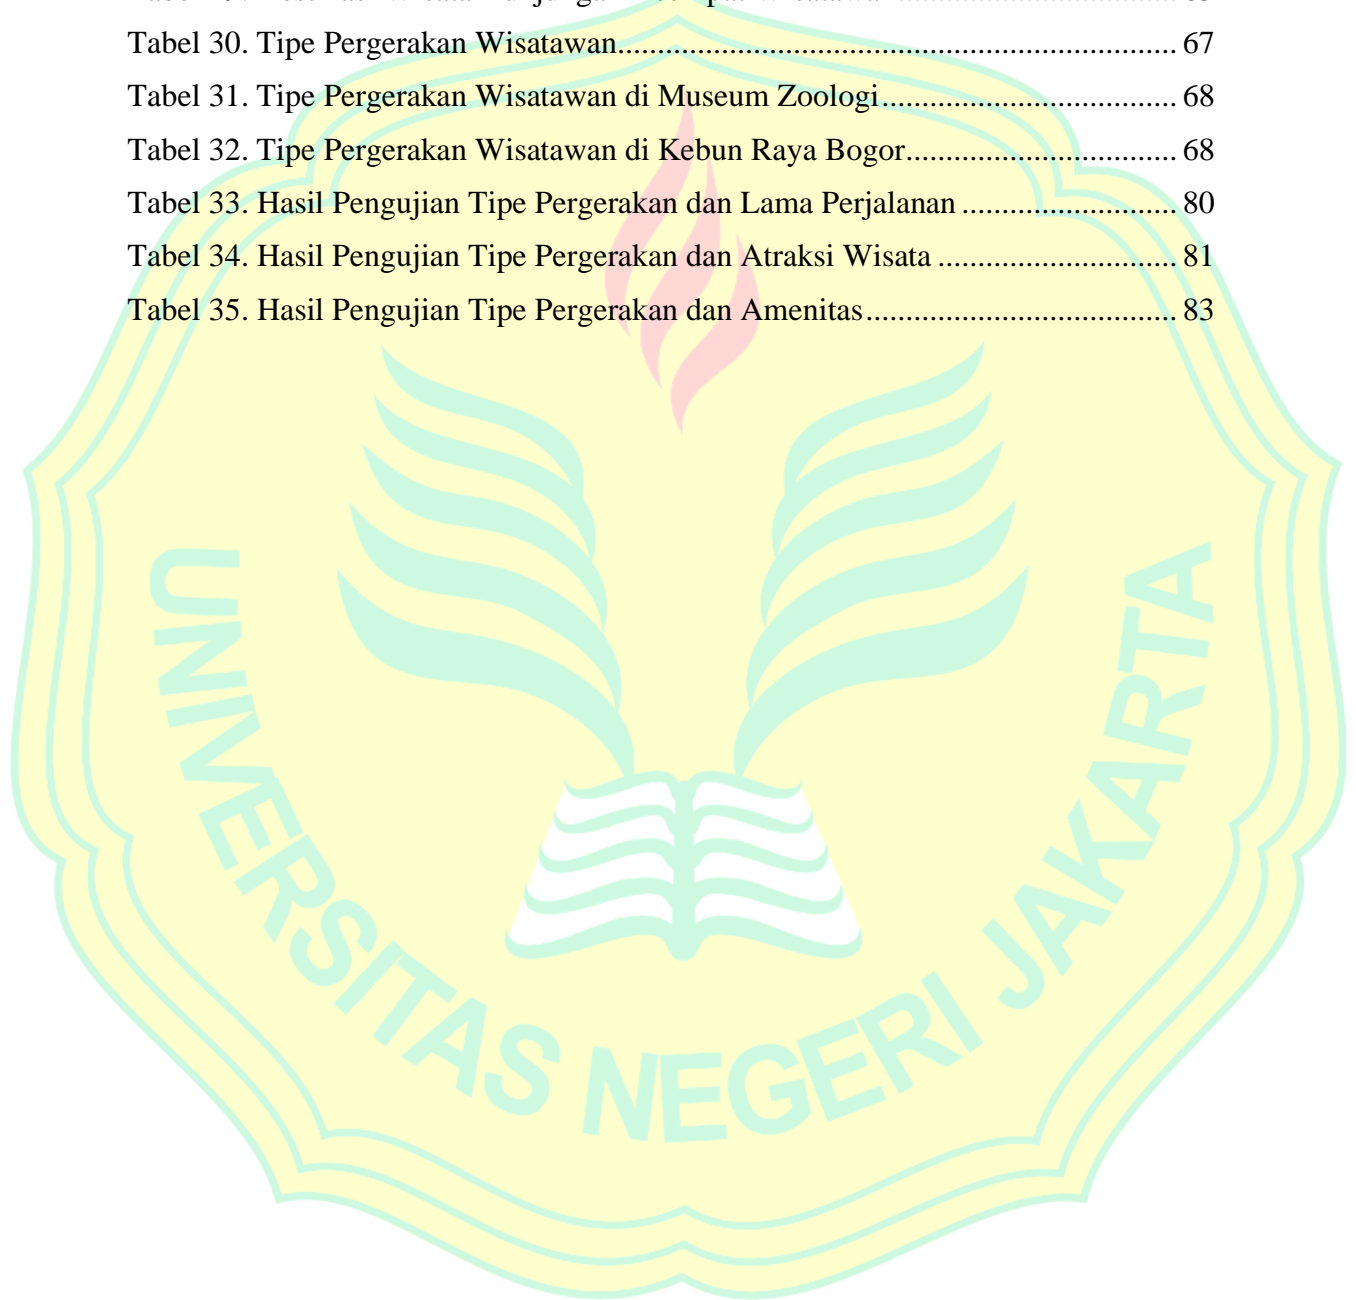 Tabel 30. Tipe Pergerakan Wisatawan...................................................................... 67
Tabel 31. Tipe Pergerakan Wisatawan di Museum Zoologi..................................... 68
Tabel 32. Tipe Pergerakan Wisatawan di Kebun Raya Bogor.................................. 68
Tabel 33. Hasil Pengujian Tipe Pergerakan dan Lama Perjalanan ........................... 80
Tabel 34. Hasil Pengujian Tipe Pergerakan dan Atraksi Wisata .............................. 81
Tabel 35. Hasil Pengujian Tipe Pergerakan dan Amenitas....................................... 83
UNIVERSITAS NEGERI JAKARTA